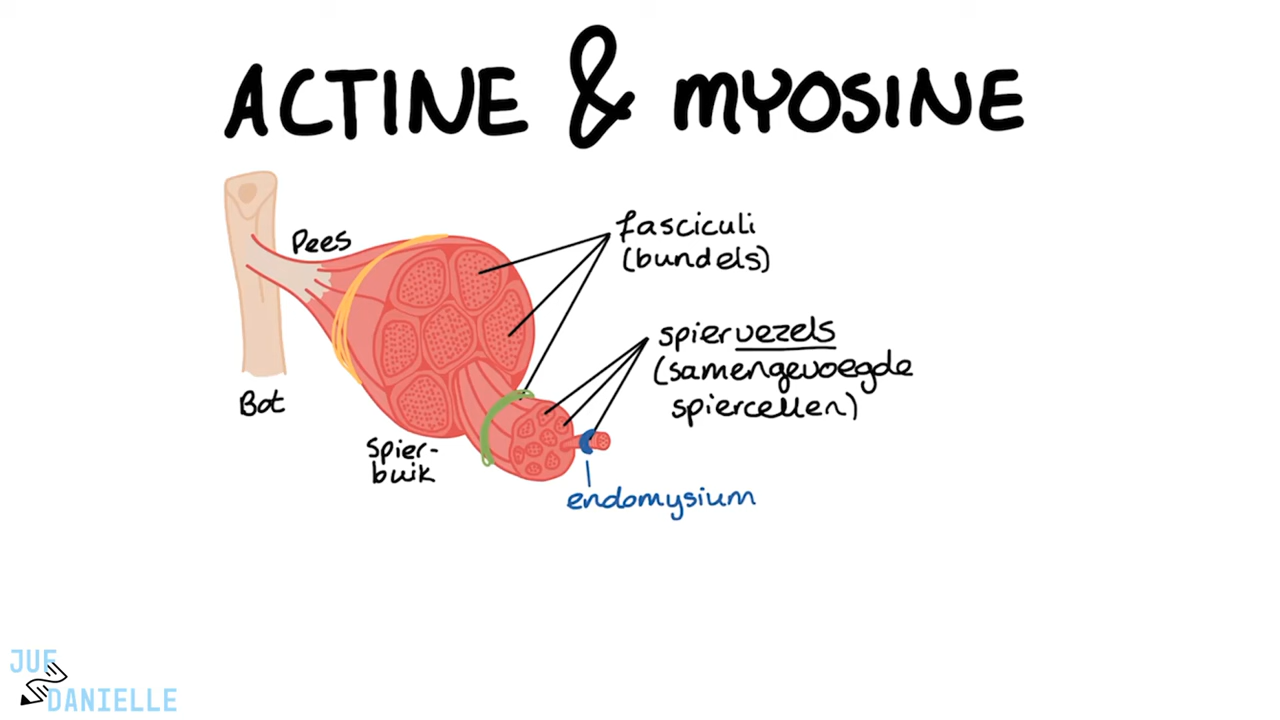 ACTINE & MYOSINE
Pees
fasciculi
(bundels)
spiervezels
(samengevoegde
spiercellen)
Bot
Spier-
buik
endomysium
JUF
DANIELLE